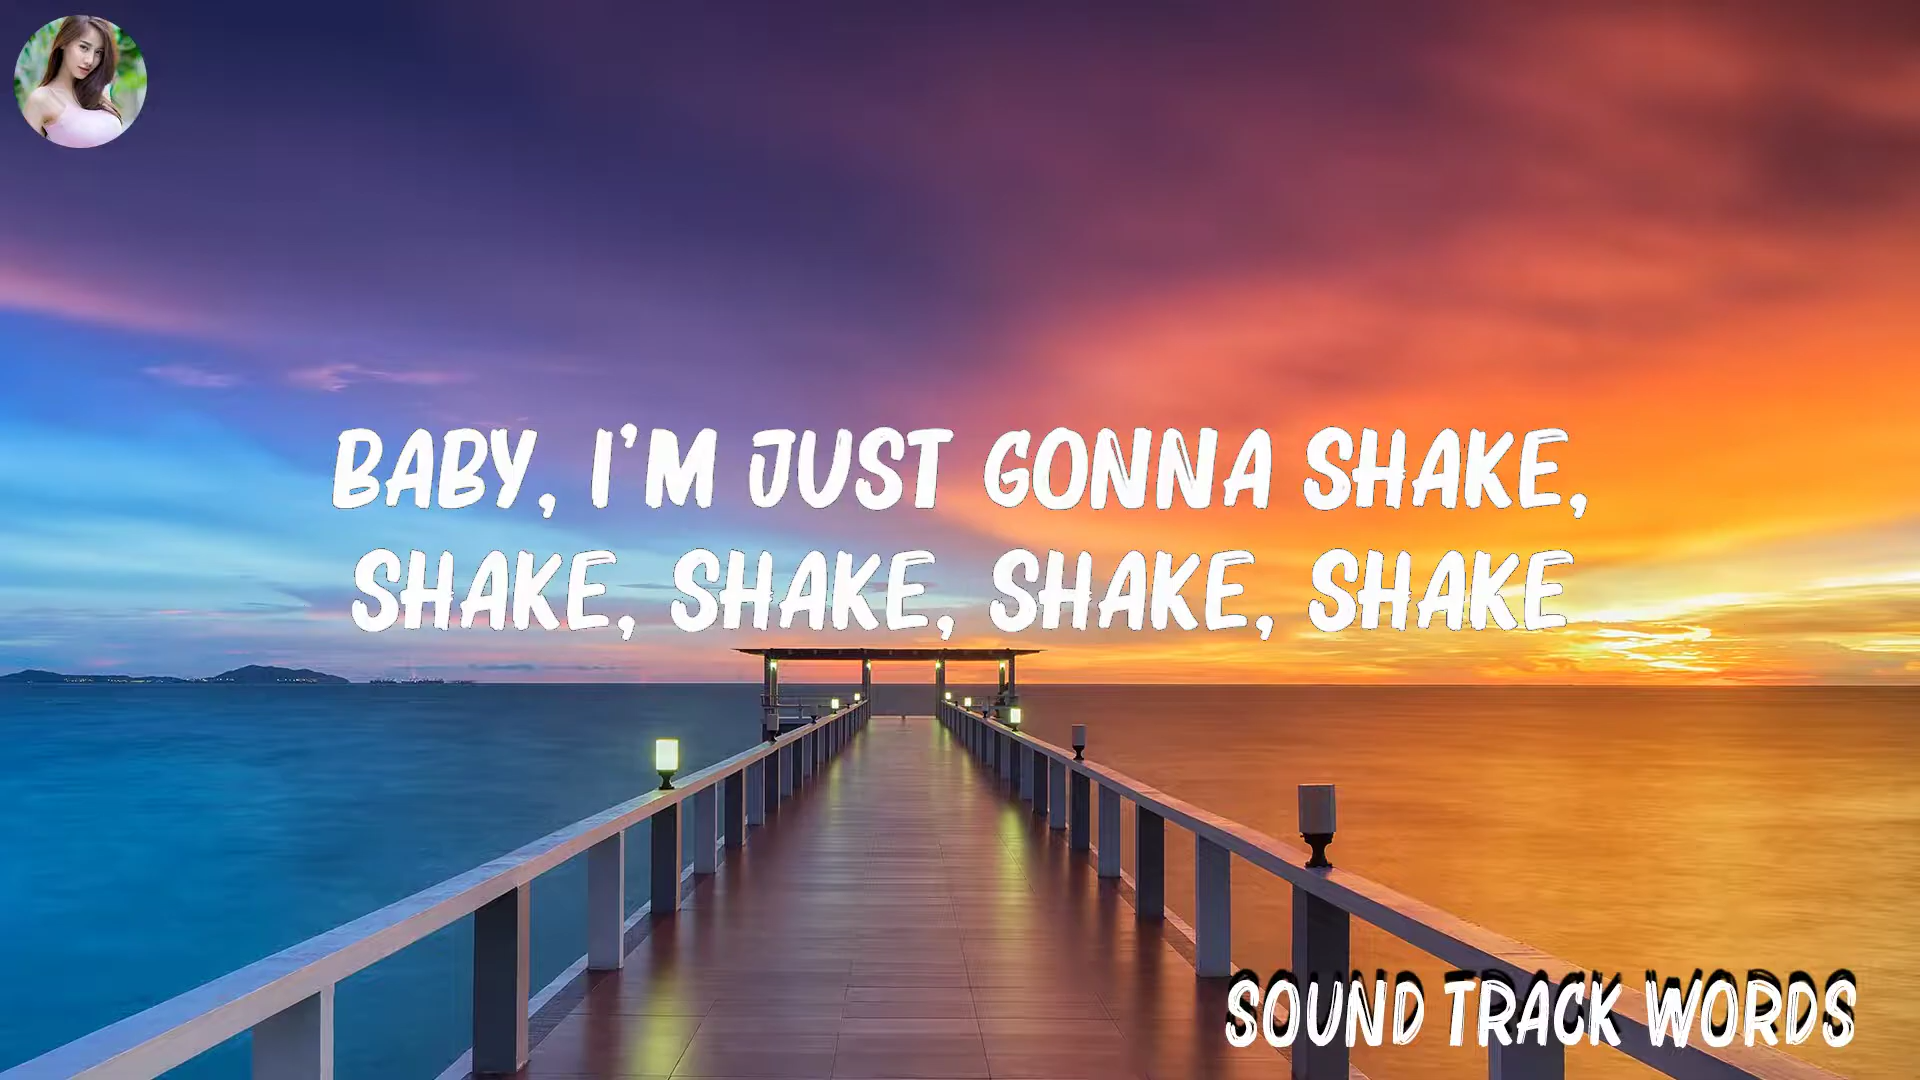 BABY, I'M JUST GONNA SHAKE,
SHAKE, SHAKE, SHAKE, SHAKE
SOUND TRACK WORDS